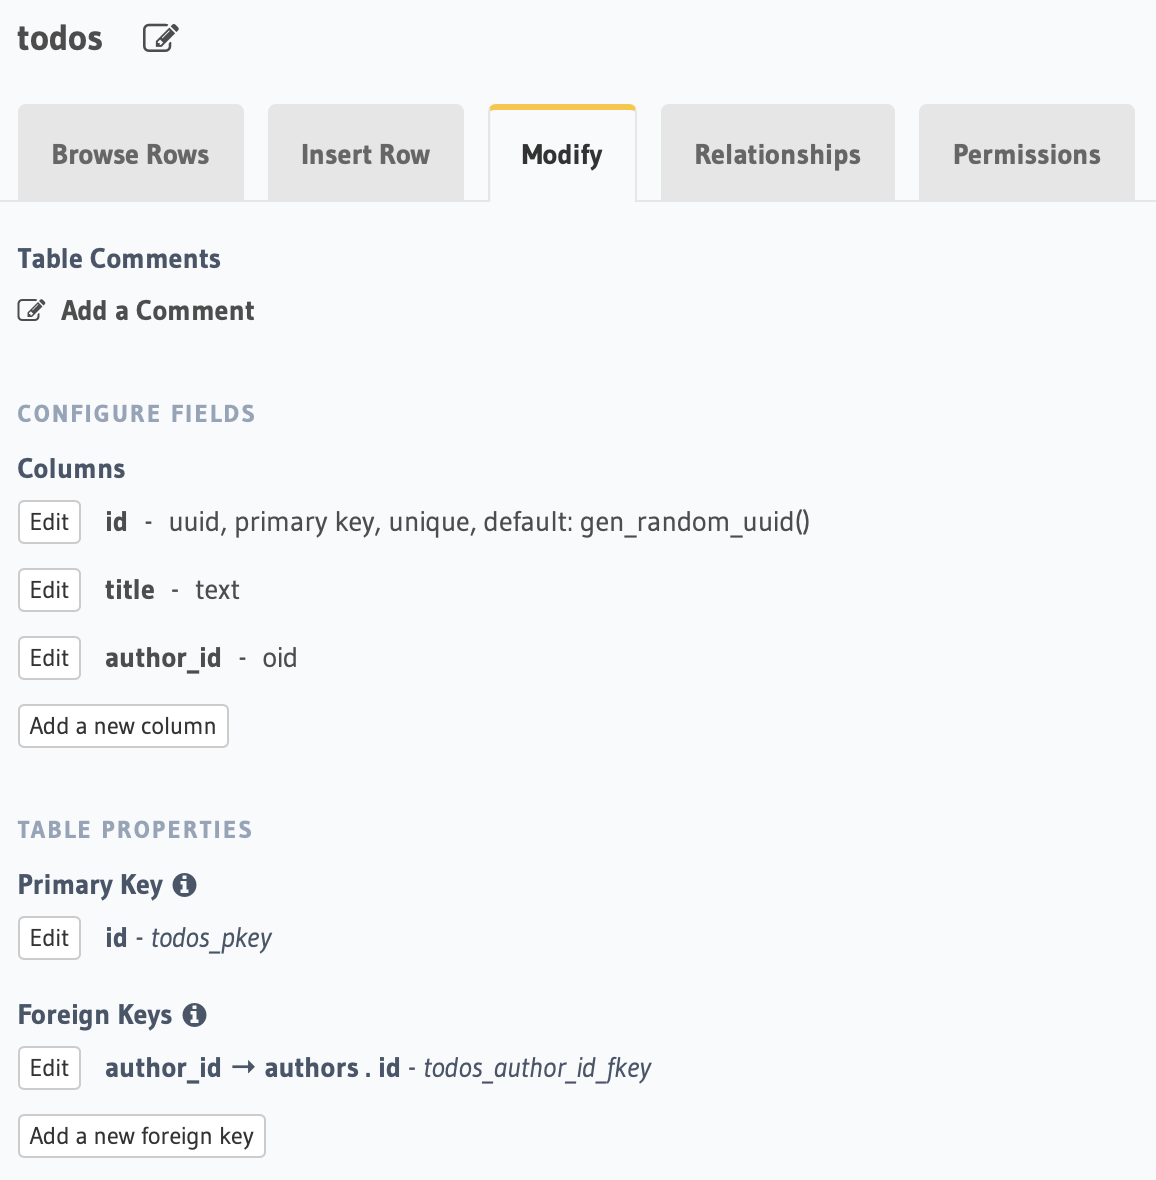 todos
Browse Rows
Insert Row
Modify
Relationships
Permissions
Table Comments
Add a Comment
CONFIGURE FIELDS
Columns
Edit id - uuid, primary key, unique, default: gen_random_uuid()
Edit title - text
Edit author_id - oid
Add a new column
TABLE PROPERTIES
Primary Key
Edit id - todos_pkey
Foreign Keys
Edit author_id → authors . id - todos_author_id_fkey
Add a new foreign key